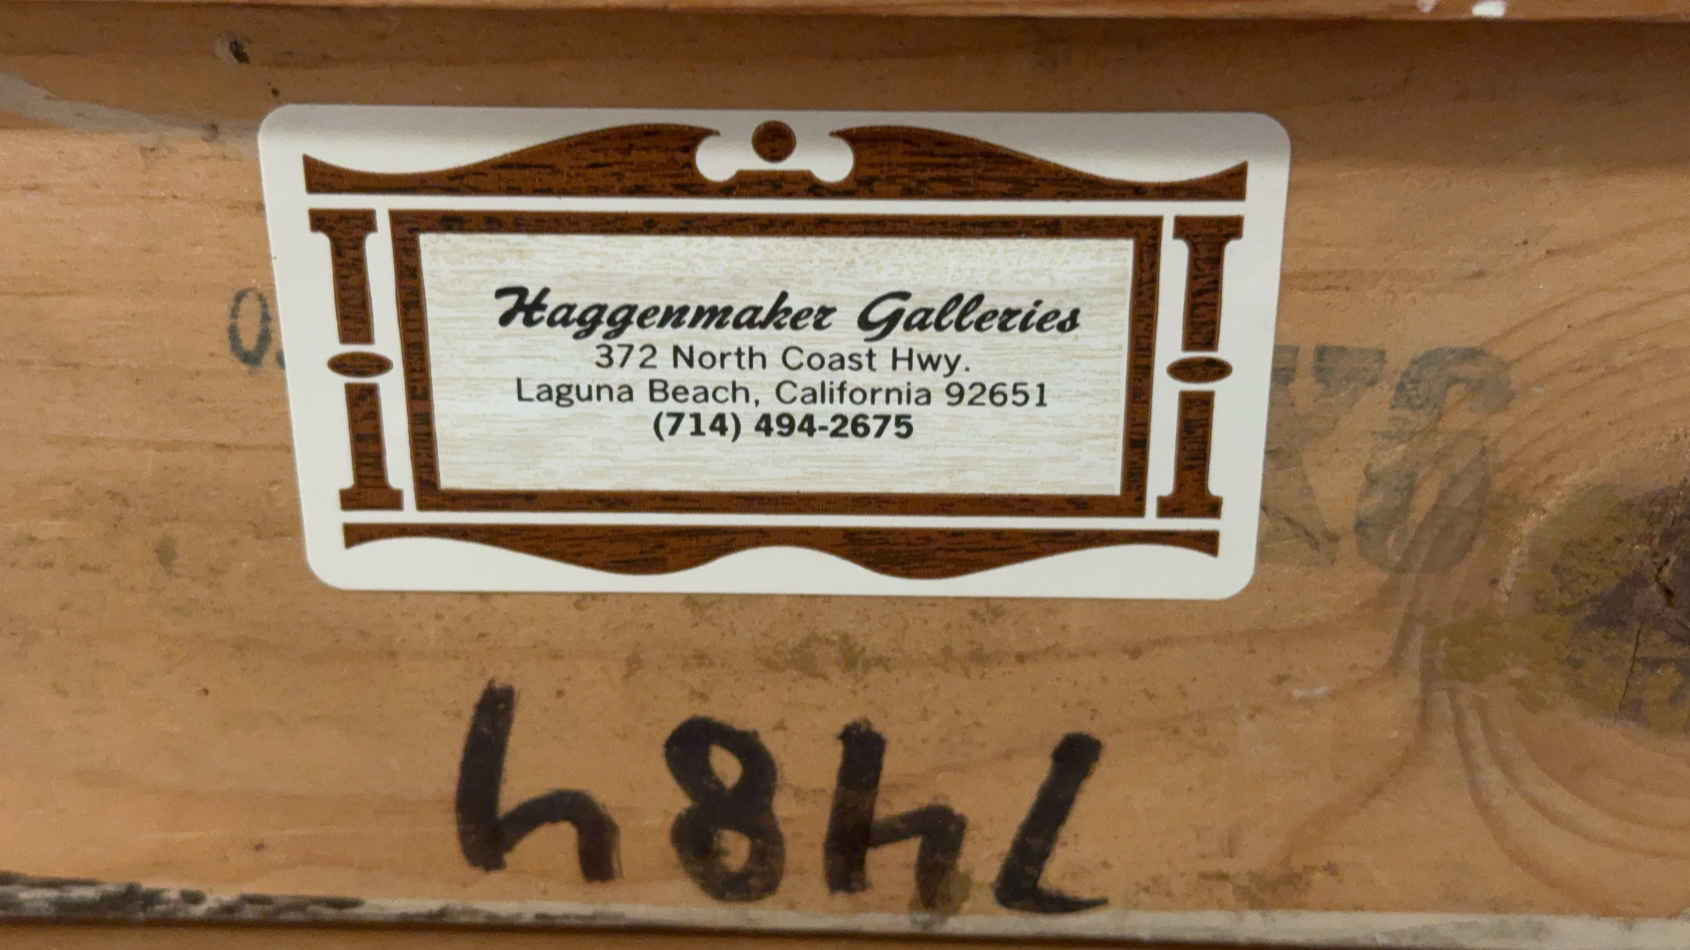 Haggenmaker Galleries
372 North Coast Hwy.
Laguna Beach, California 92651
(714) 494-2675
7484